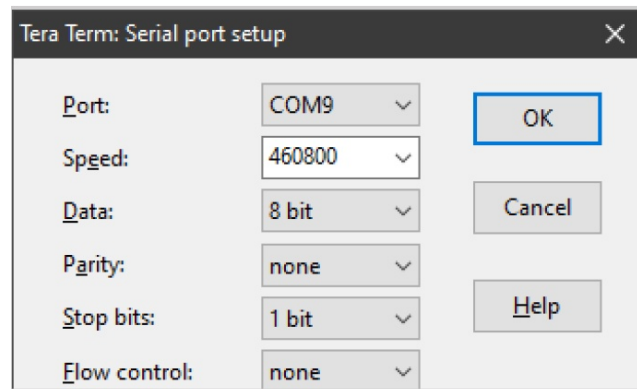 Tera Term: Serial port setup
Port: COM9 OK
Speed: 460800
Data: 8 bit Cancel
Parity: none
Stop bits: 1 bit Help
Flow control: none